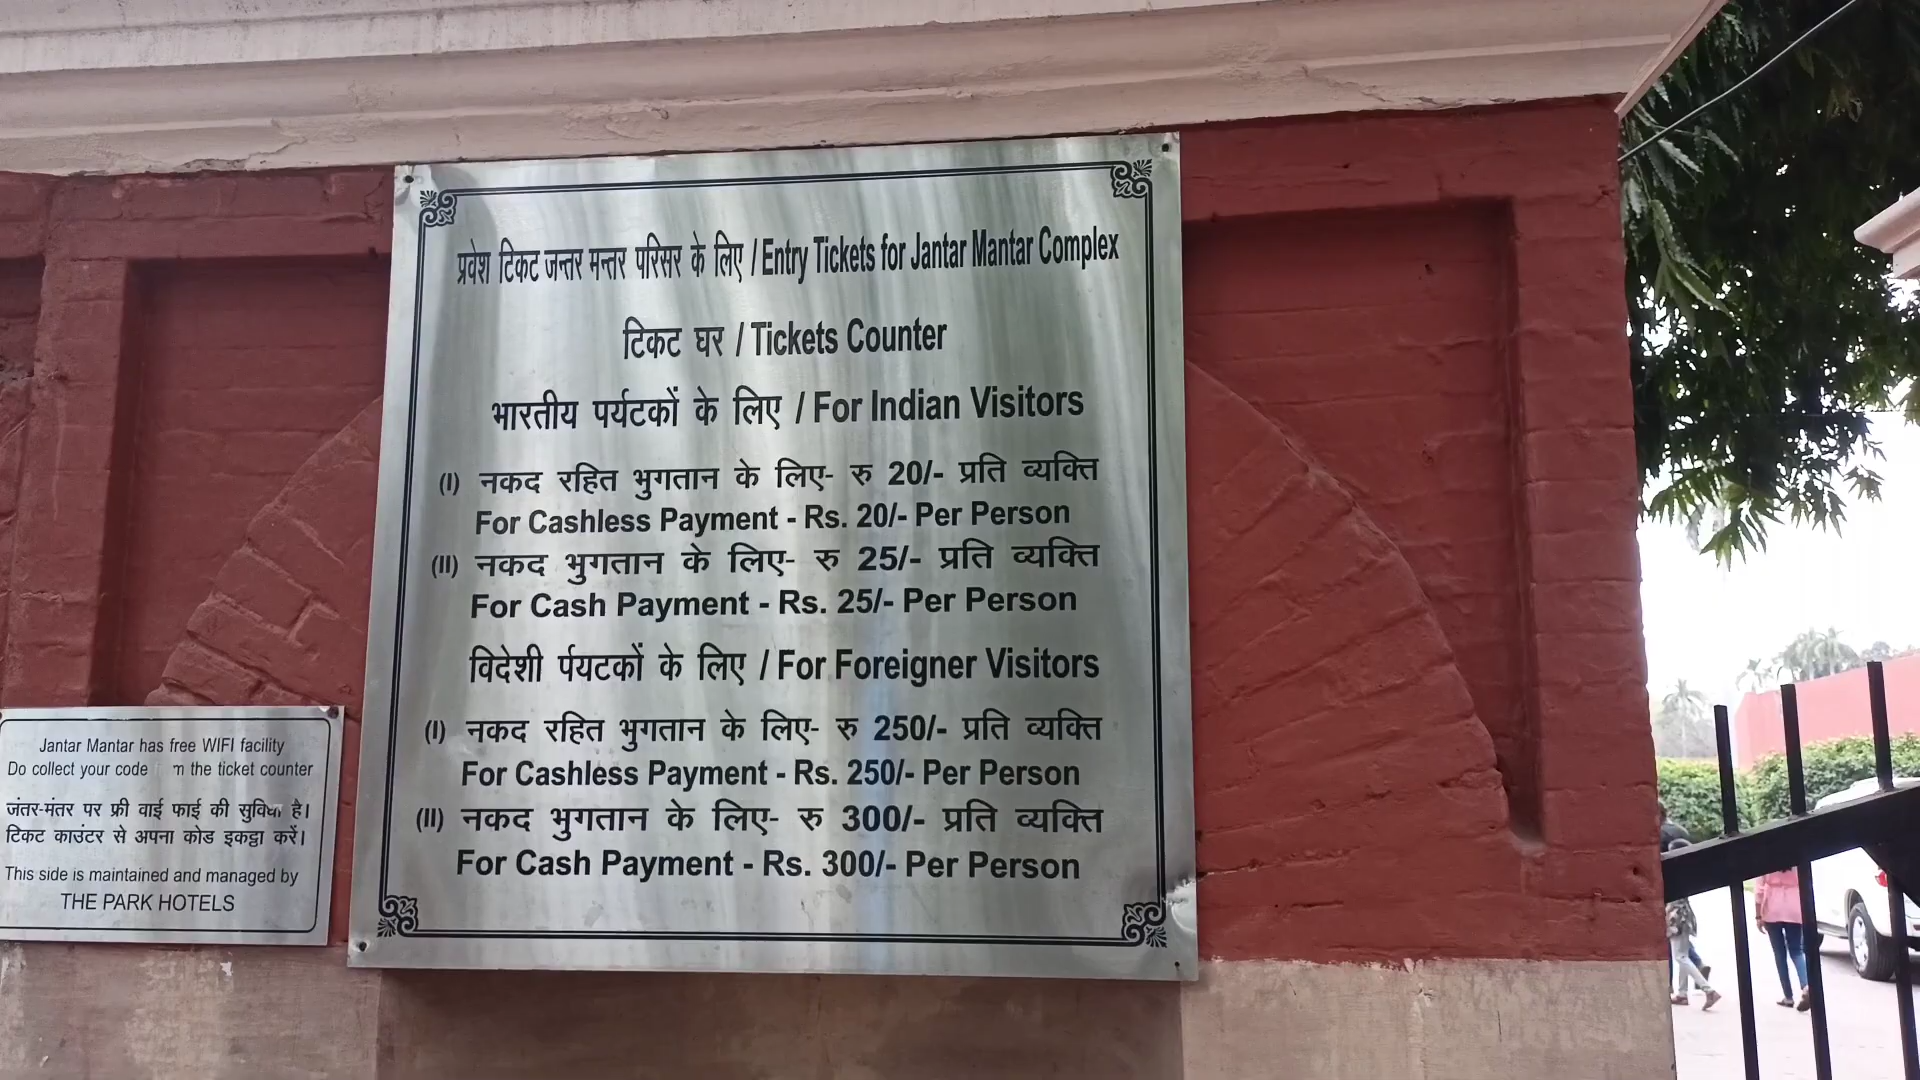 प्रवेश टिकट जन्तर मन्तर परिसर के लिए / Entry Tickets for Jantar Mantar Complex
टिकट घर / Tickets Counter
भारतीय पर्यटकों के लिए / For Indian Visitors
(I) नकद रहित भुगतान के लिए- रु 20/- प्रति व्यक्ति
For Cashless Payment - Rs. 20/- Per Person
(II) नकद भुगतान के लिए- रु 25/- प्रति व्यक्ति
For Cash Payment - Rs. 25/- Per Person
विदेशी र्पयटकों के लिए / For Foreigner Visitors
(I) नकद रहित भुगतान के लिए- रु 250/- प्रति व्यक्ति
For Cashless Payment - Rs. 250/- Per Person
(II) नकद भुगतान के लिए- रु 300/- प्रति व्यक्ति
For Cash Payment - Rs. 300/- Per Person
Jantar Mantar has free WIFI facility
Do collect your code the ticket counter
जंतर-मंतर पर फ्री वाई फाई की सुविधा है।
टिकट काउंटर से अपना कोड इकट्ठा करें।
This side is maintained and managed by
THE PARK HOTELS